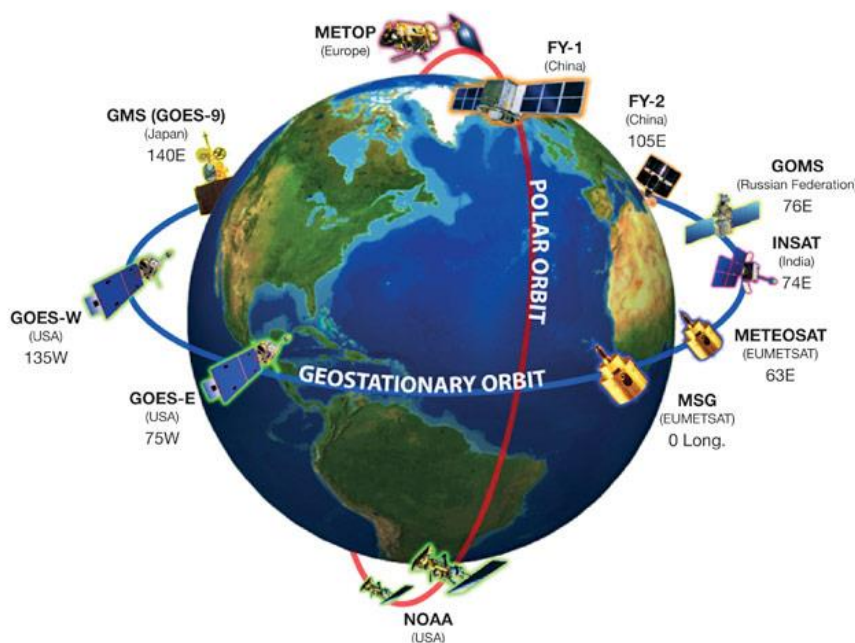 METOP
(Europe)
FY-1
(China)
GMS (GOES-9)
(Japan)
140E
FY-2
(China)
105E
GOMS
(Russian Federation)
76E
INSAT
(India)
74E
POLAR ORBIT
GOES-W
(USA)
135W
METEOSAT
(EUMETSAT)
63E
GOES-E
(USA)
75W
GEOSTATIONARY ORBIT
MSG
(EUMETSAT)
0 Long.
NOAA
(USA)